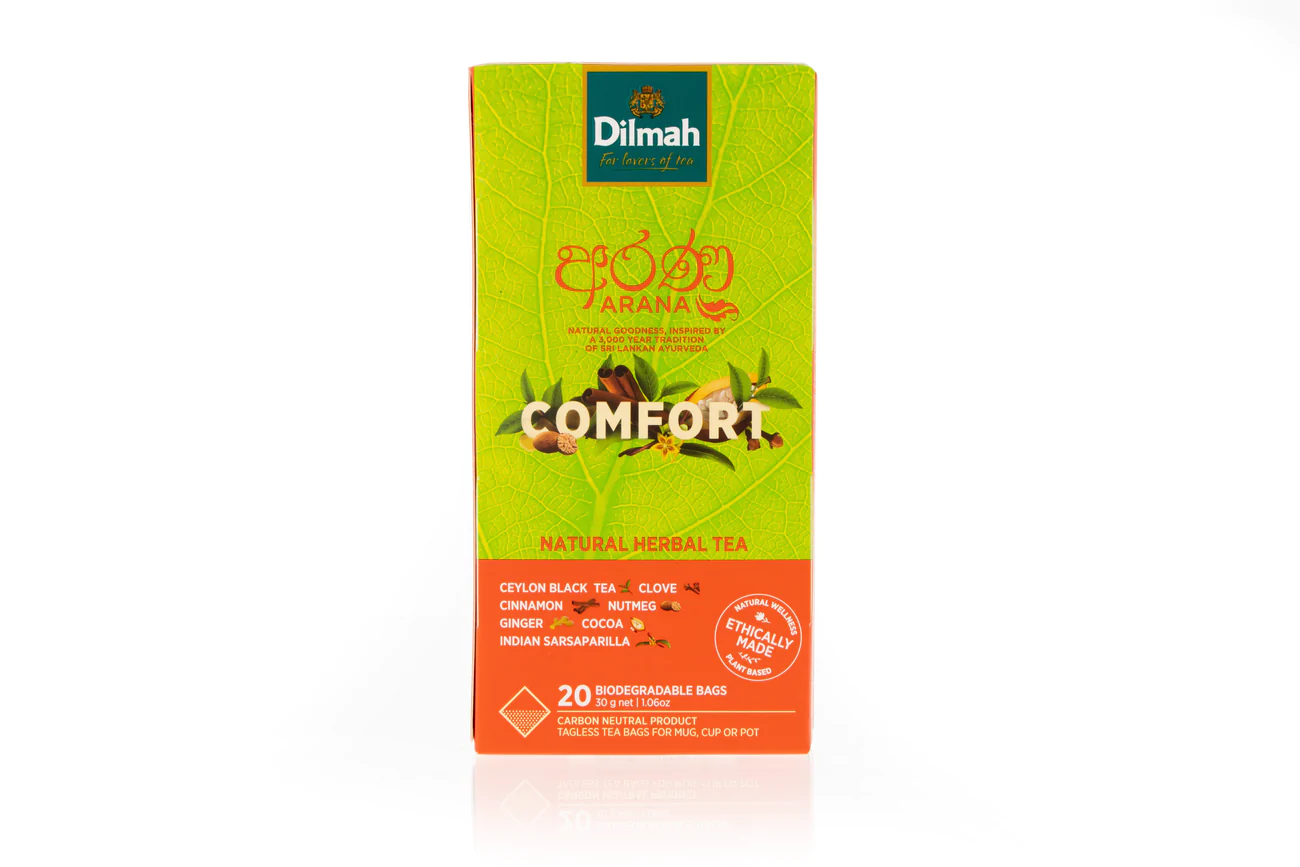 Dilmah
For lovers of tea
අරණ
ARANA
NATURAL GOODNESS, INSPIRED BY
A 3,000 YEAR TRADITION
OF SRI LANKAN AYURVEDA
COMFORT
NATURAL HERBAL TEA
CEYLON BLACK TEA CLOVE
CINNAMON NUTMEG
GINGER COCOA
INDIAN SARSAPARILLA
NATURAL WELLNESS
ETHICALLY
MADE
PLANT BASED
20 BIODEGRADABLE BAGS
30 g net | 1.06oz
CARBON NEUTRAL PRODUCT
TAGLESS TEA BAGS FOR MUG, CUP OR POT